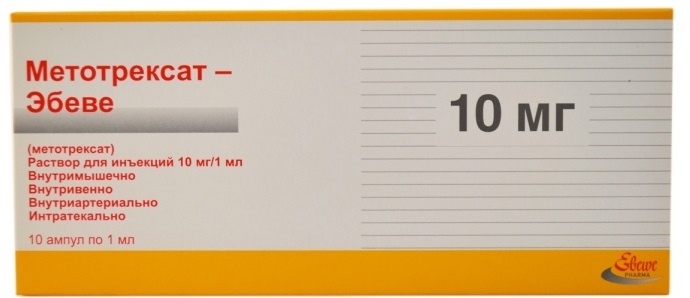 Метотрексат –
Эбеве
10 мг
(метотрексат)
Раствор для инъекций 10 мг/1 мл
Внутримышечно
Внутривенно
Внутриартериально
Интратекально
10 ампул по 1 мл
Ebewe
PHARMA